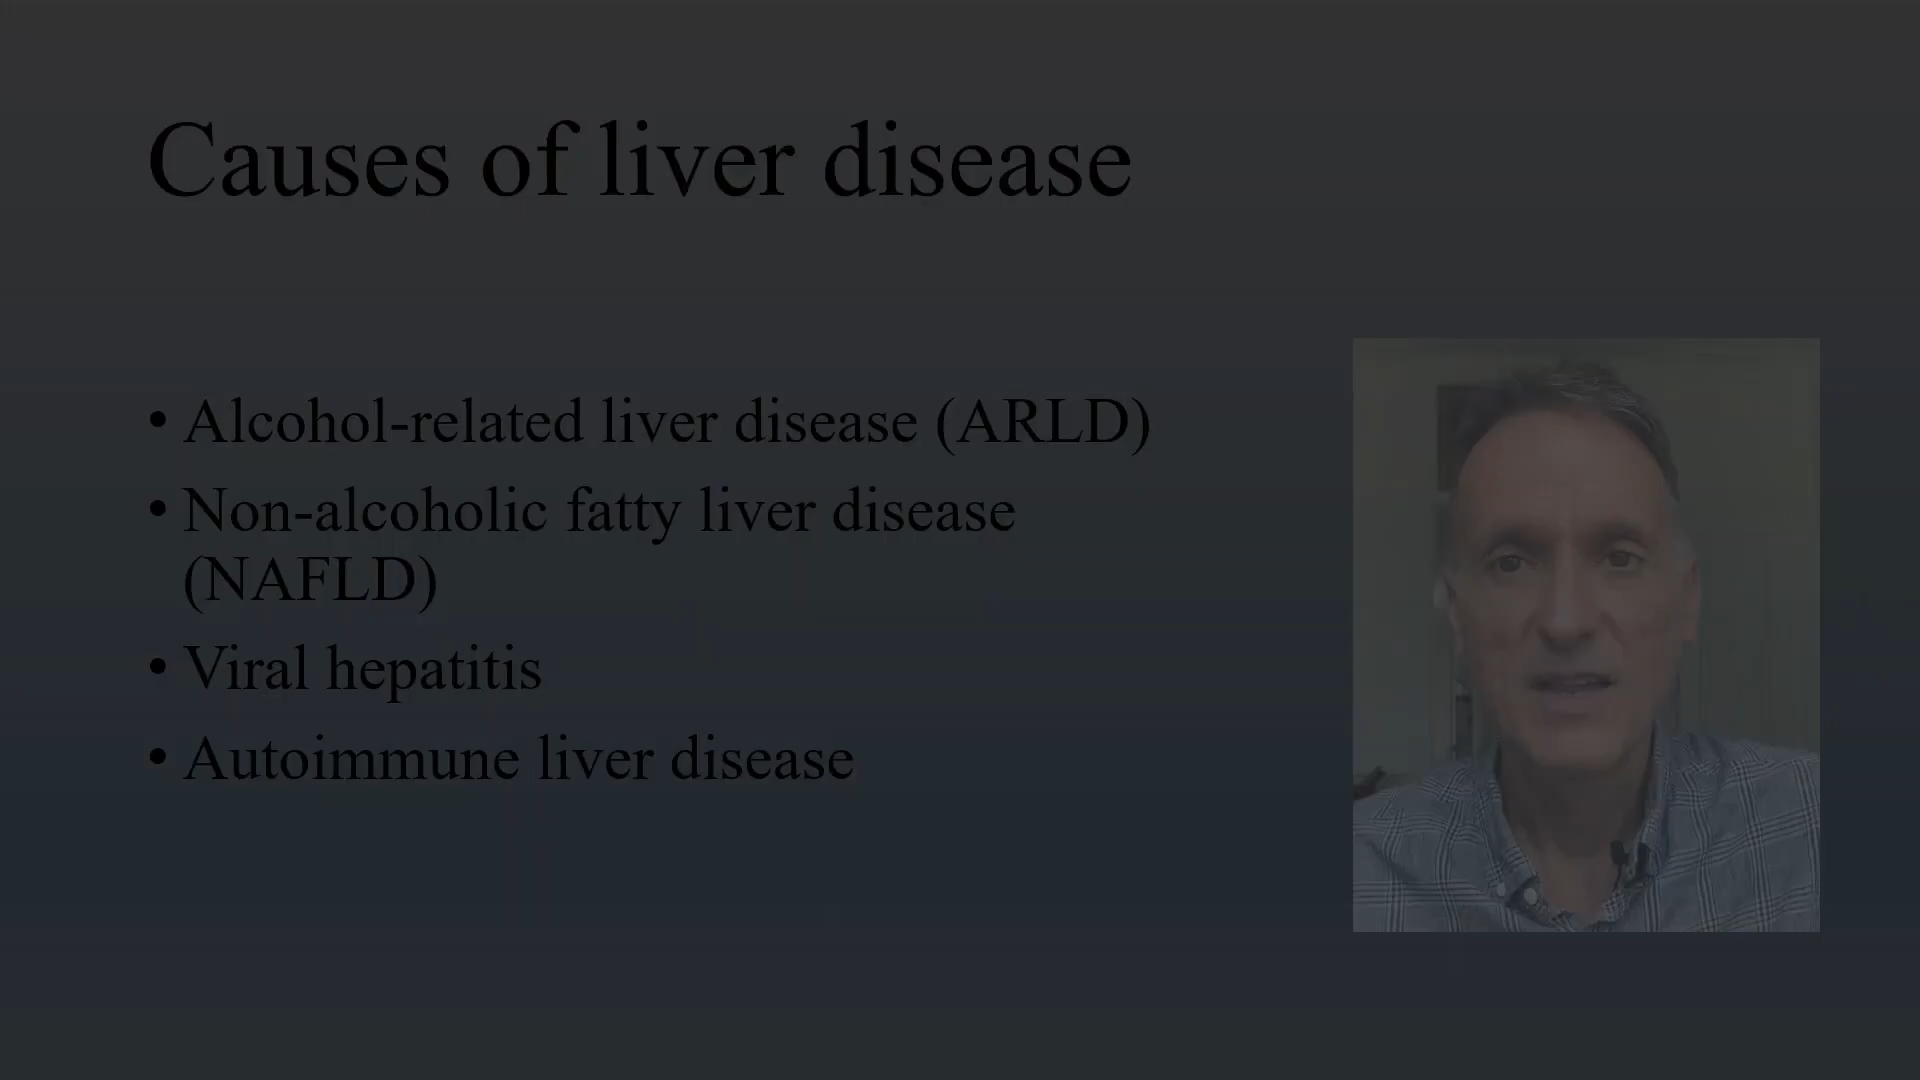 Causes of liver disease
• Alcohol-related liver disease (ARLD)
• Non-alcoholic fatty liver disease
(NAFLD)
• Viral hepatitis
• Autoimmune liver disease